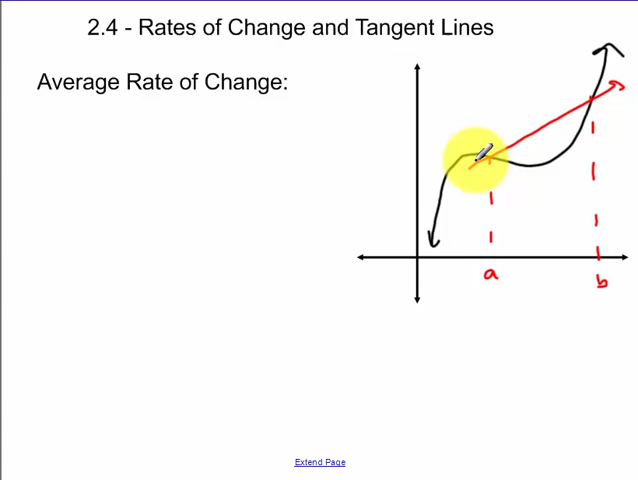 2.4 - Rates of Change and Tangent Lines
Average Rate of Change:
a
b
Extend Page